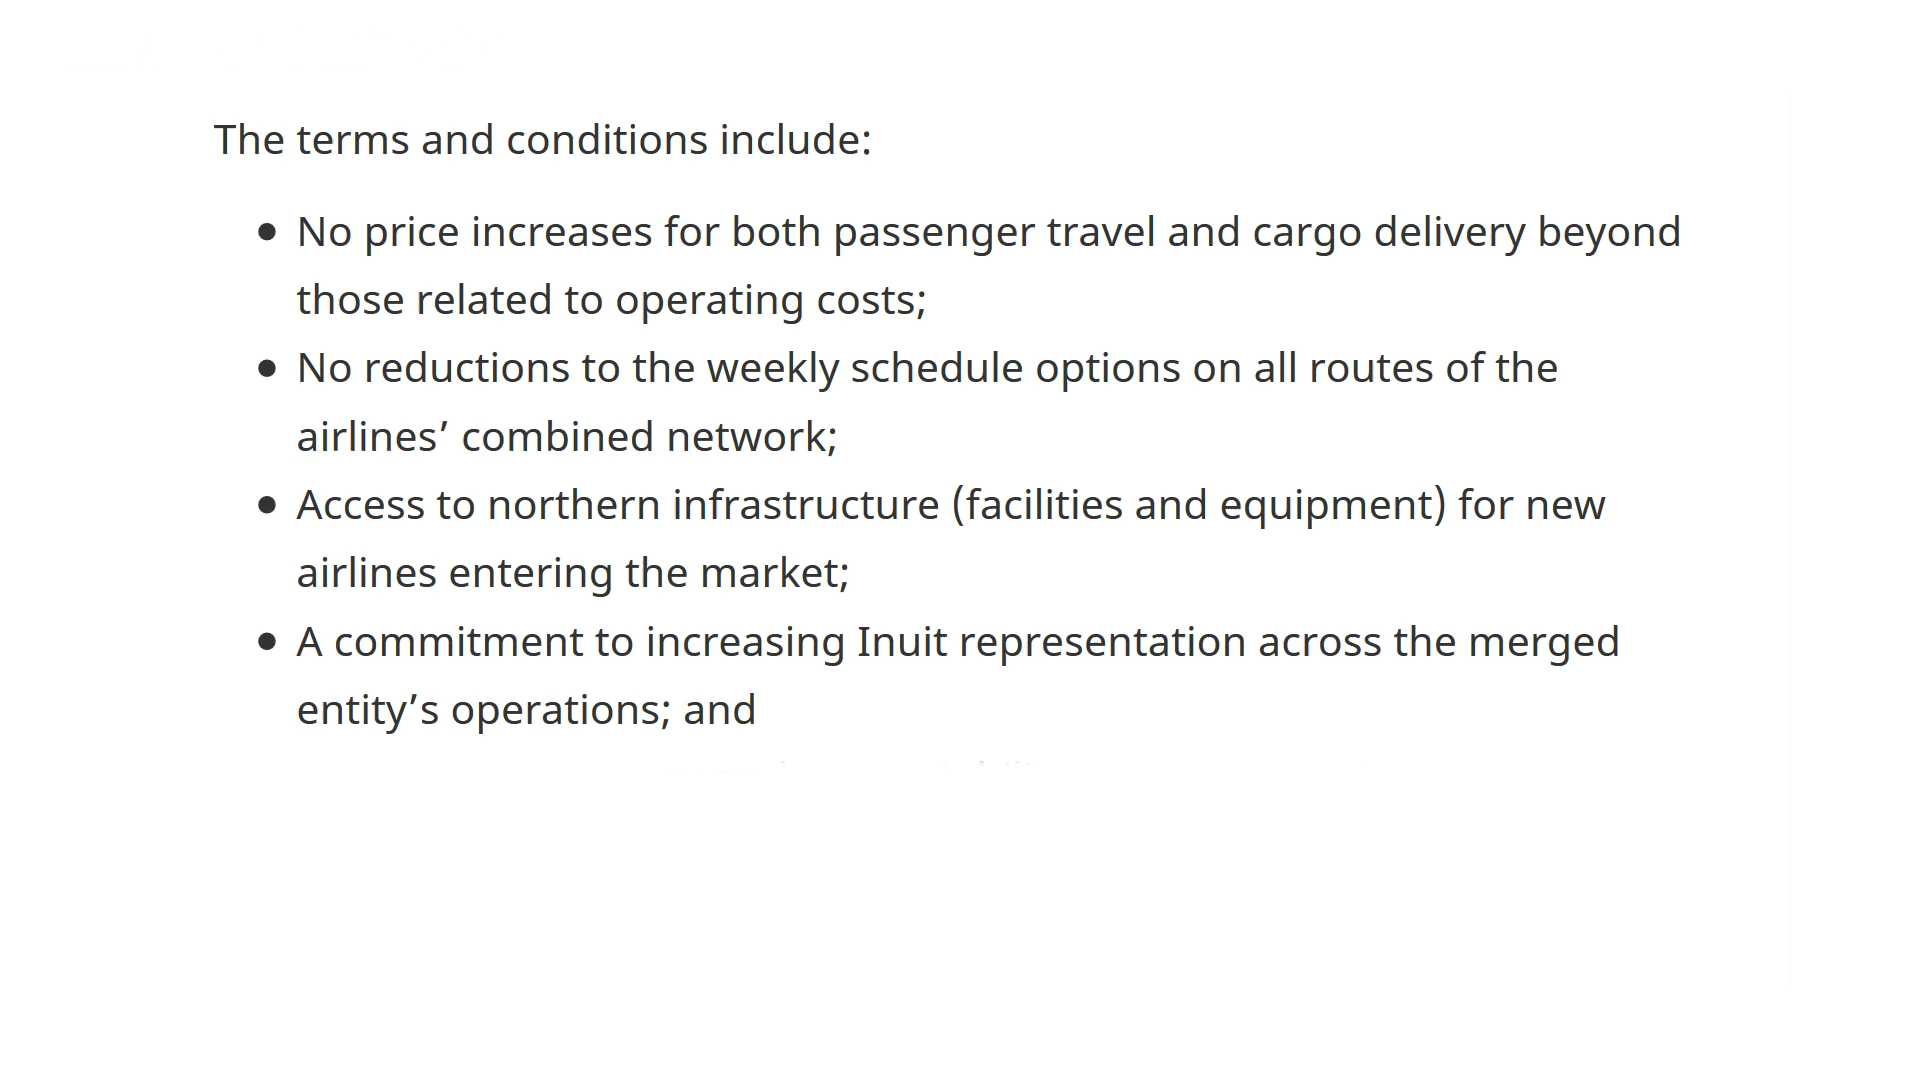 The terms and conditions include:
● No price increases for both passenger travel and cargo delivery beyond
those related to operating costs;
● No reductions to the weekly schedule options on all routes of the
airlines’ combined network;
● Access to northern infrastructure (facilities and equipment) for new
airlines entering the market;
● A commitment to increasing Inuit representation across the merged
entity’s operations; and